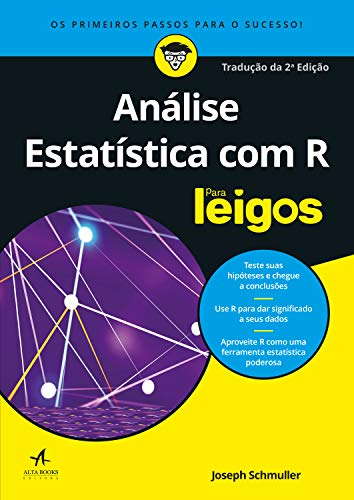 OS PRIMEIROS PASSOS PARA O SUCESSO!
Tradução da 2ª Edição
Análise
Estatística com R
Para
leigos
Teste suas
hipóteses e chegue
a conclusões
Use R para dar significado
a seus dados
Aproveite R como uma
ferramenta estatística
poderosa
ALTA BOOKS
EDITORA
Joseph Schmuller